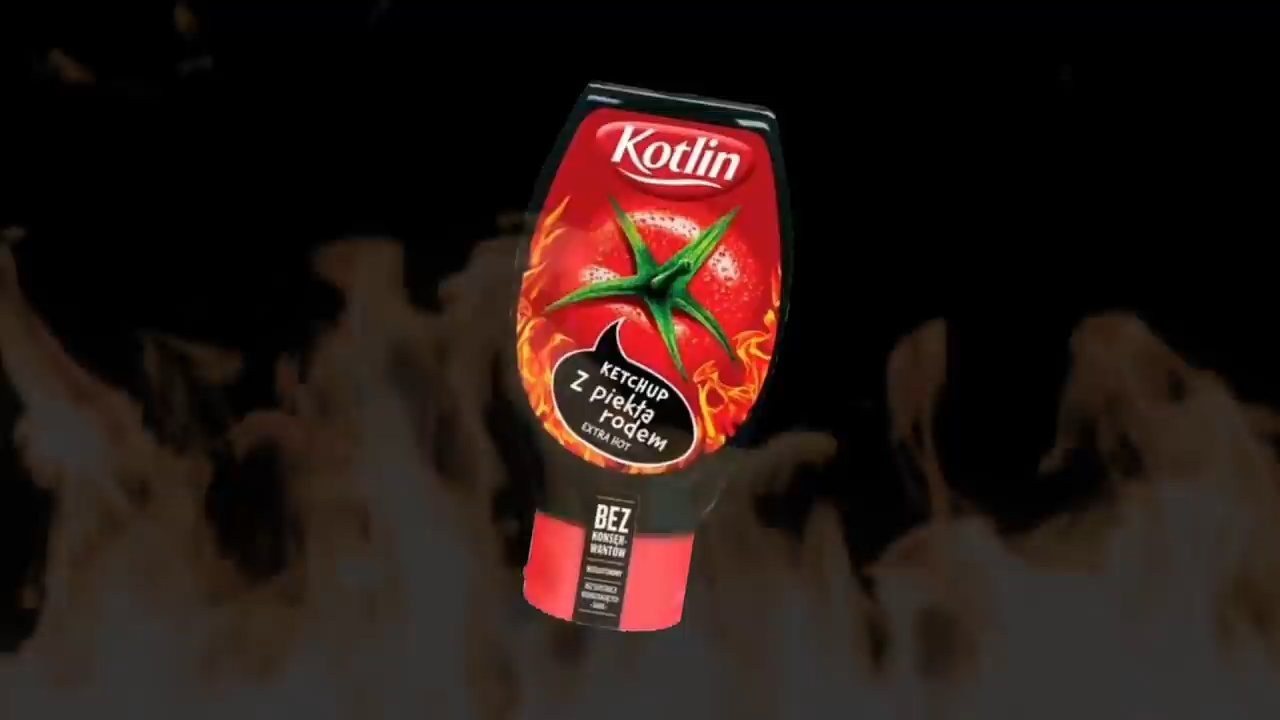 Kotlin
KETCHUP
Z piekła
rodem
EXTRA HOT
BEZ
KONSER-
WANTÓW